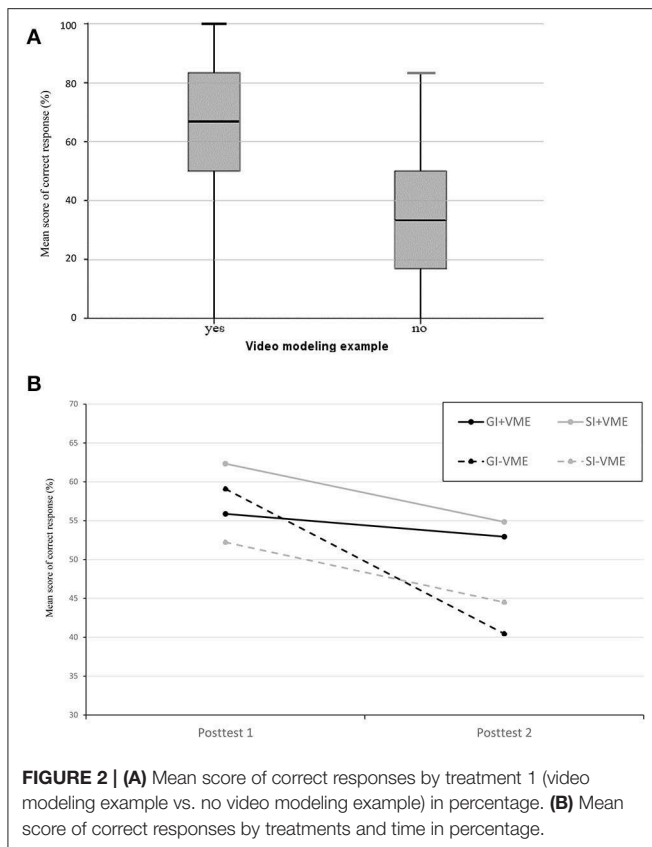 A
Mean score of correct response (%)
100
80
60
40
20
0
yes no
Video modeling example
B
Mean score of correct response (%)
70
65
60
55
50
45
40
35
30
GI+VME SI+VME
GI-VME SI-VME
Posttest 1 Posttest 2
FIGURE 2 | (A) Mean score of correct responses by treatment 1 (video
modeling example vs. no video modeling example) in percentage. (B) Mean
score of correct responses by treatments and time in percentage.